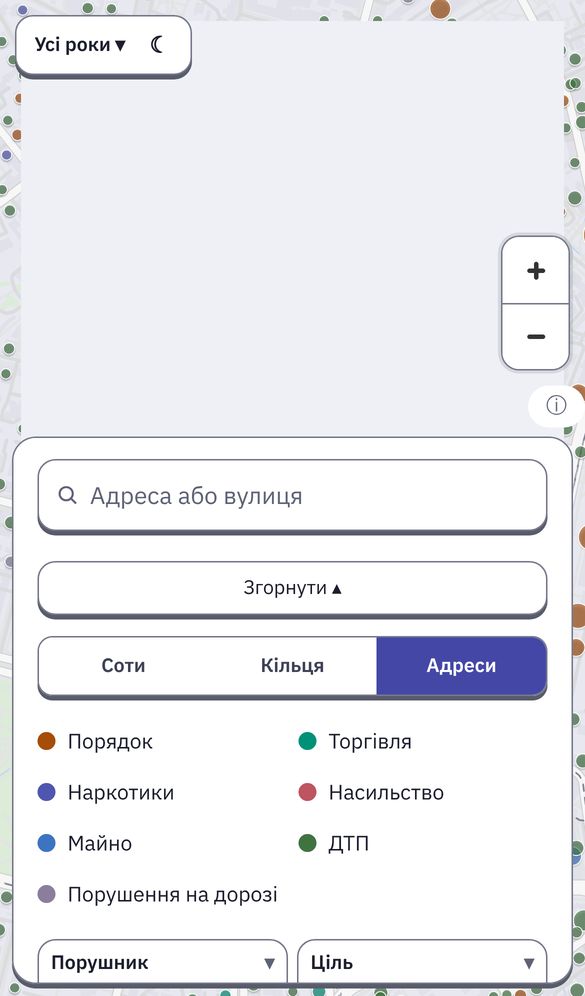 Усі роки ▾
Адреса або вулиця
Згорнути ▴
Соти Кільця Адреси
Порядок Торгівля
Наркотики Насильство
Майно ДТП
Порушення на дорозі
Порушник ▾ Ціль ▾